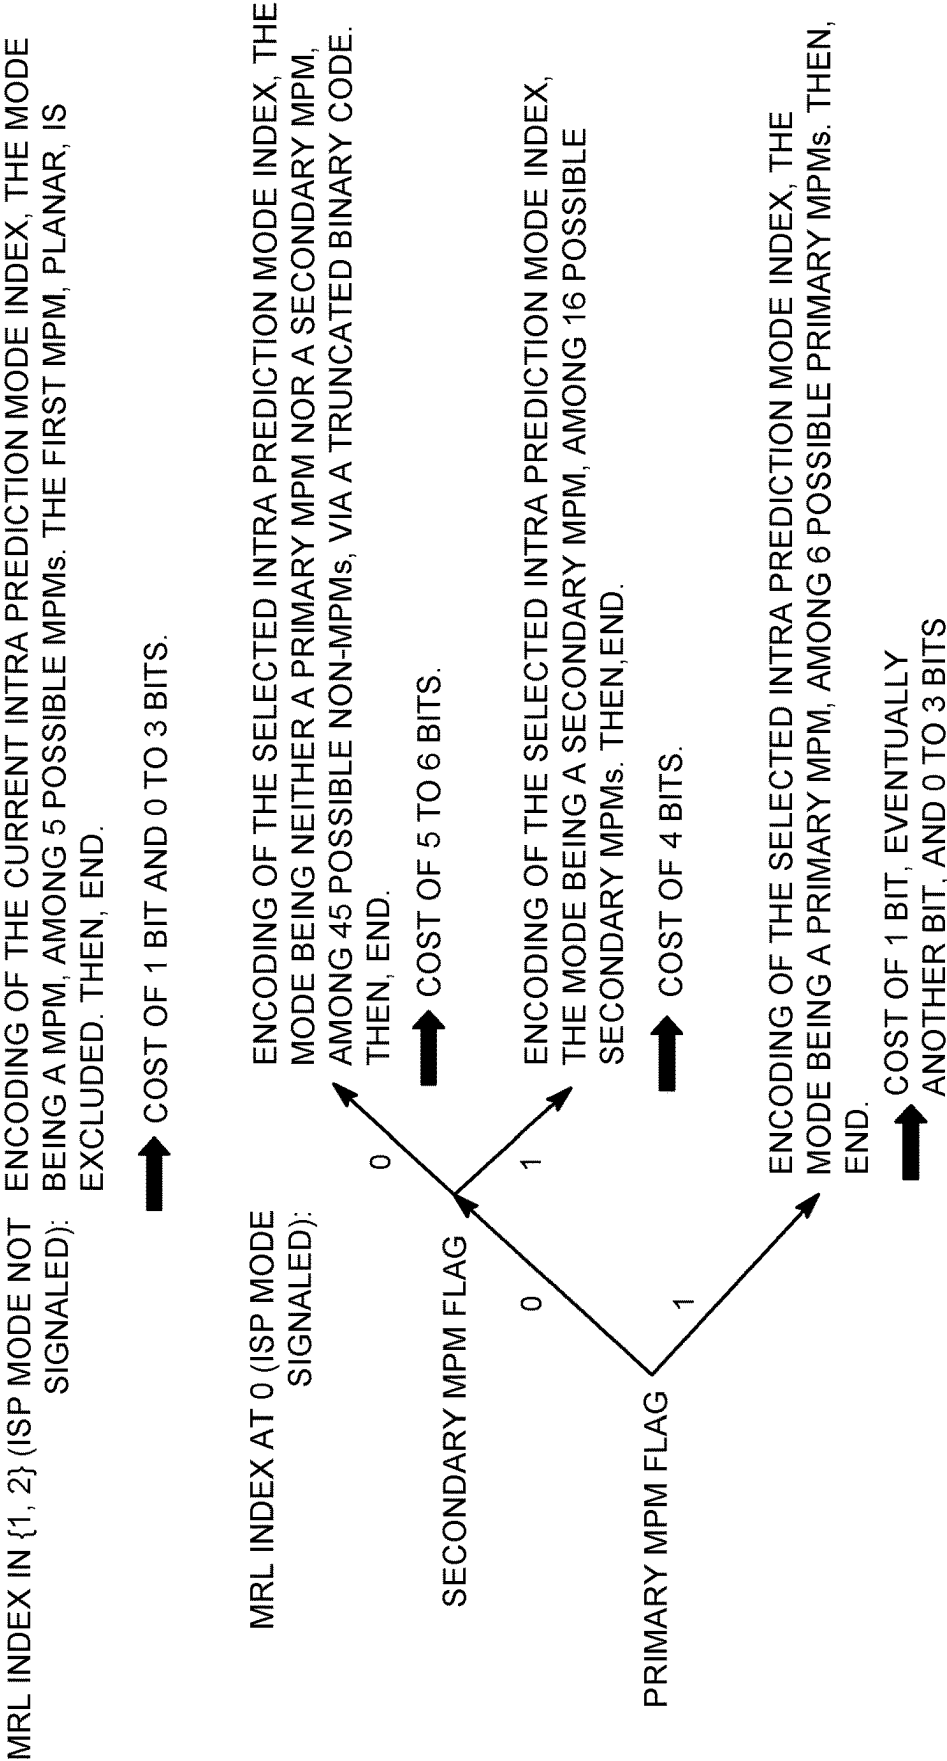 MRL INDEX IN {1, 2} (ISP MODE NOT
SIGNALED):
ENCODING OF THE CURRENT INTRA PREDICTION MODE INDEX, THE MODE
BEING A MPM, AMONG 5 POSSIBLE MPMs. THE FIRST MPM, PLANAR, IS
EXCLUDED. THEN, END.
COST OF 1 BIT AND 0 TO 3 BITS.
MRL INDEX AT 0 (ISP MODE
SIGNALED):
ENCODING OF THE SELECTED INTRA PREDICTION MODE INDEX, THE
MODE BEING NEITHER A PRIMARY MPM NOR A SECONDARY MPM,
AMONG 45 POSSIBLE NON-MPMs, VIA A TRUNCATED BINARY CODE.
THEN, END.
COST OF 5 TO 6 BITS.
0
SECONDARY MPM FLAG
1
ENCODING OF THE SELECTED INTRA PREDICTION MODE INDEX,
THE MODE BEING A SECONDARY MPM, AMONG 16 POSSIBLE
SECONDARY MPMs. THEN,END.
COST OF 4 BITS.
0
PRIMARY MPM FLAG
1
ENCODING OF THE SELECTED INTRA PREDICTION MODE INDEX, THE
MODE BEING A PRIMARY MPM, AMONG 6 POSSIBLE PRIMARY MPMs. THEN,
END.
COST OF 1 BIT, EVENTUALLY
ANOTHER BIT, AND 0 TO 3 BITS